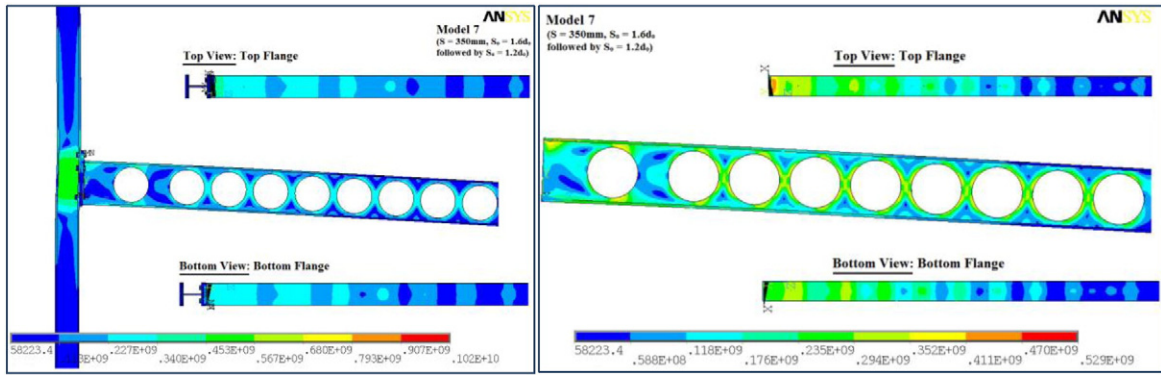 ANSYS
Model 7
(S = 350mm, Sₒ = 1.6dₒ
followed by Sₒ = 1.2dₒ)
Top View: Top Flange
Bottom View: Bottom Flange
58223.4 .227E+09 .453E+09 .680E+09 .907E+09
.340E+09 .567E+09 .793E+09 .102E+10
ANSYS
Model 7
(S = 350mm, Sₒ = 1.6dₒ
followed by Sₒ = 1.2dₒ)
Top View: Top Flange
Bottom View: Bottom Flange
58223.4 .118E+09 .235E+09 .352E+09 .470E+09
.588E+08 .176E+09 .294E+09 .411E+09 .529E+09